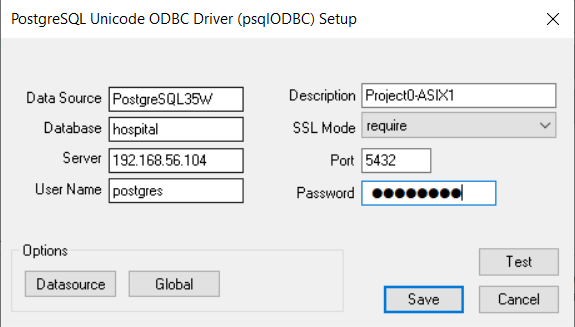 PostgreSQL Unicode ODBC Driver (psqlODBC) Setup
Data Source PostgreSQL35W Description Project0-ASIX1
Database hospital SSL Mode require
Server 192.168.56.104 Port 5432
User Name postgres Password ●●●●●●●●
Options
Datasource Global Test
Save Cancel